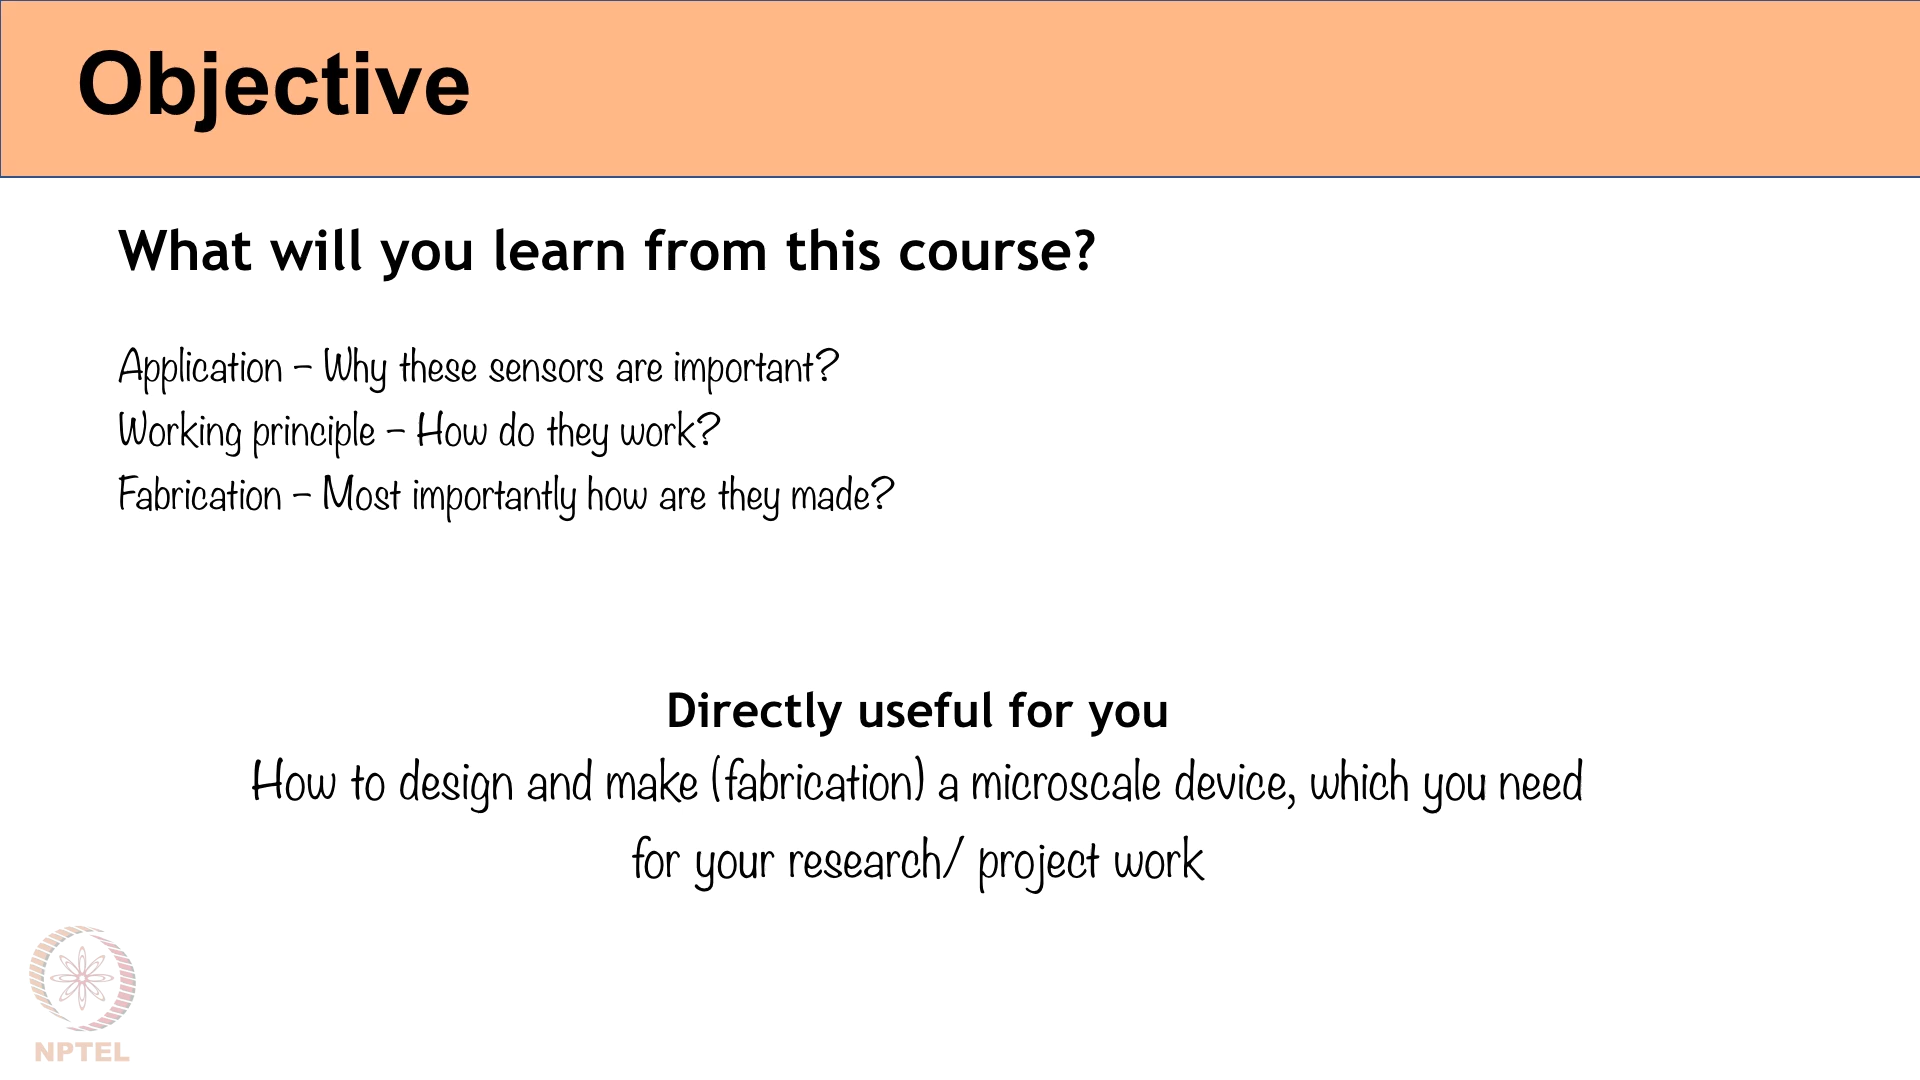 Objective
What will you learn from this course?
Application – Why these sensors are important?
Working principle – How do they work?
Fabrication – Most importantly how are they made?
Directly useful for you
How to design and make (fabrication) a microscale device, which you need
for your research/ project work
NPTEL